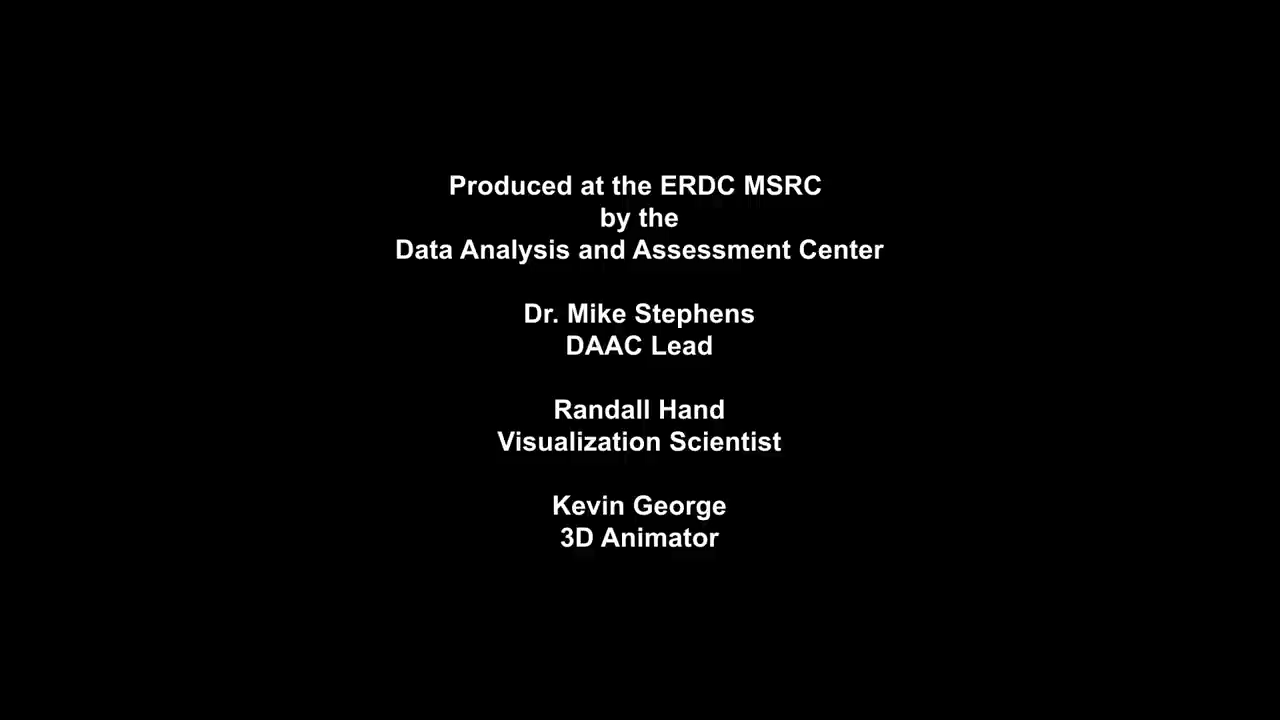 Produced at the ERDC MSRC
by the
Data Analysis and Assessment Center
Dr. Mike Stephens
DAAC Lead
Randall Hand
Visualization Scientist
Kevin George
3D Animator